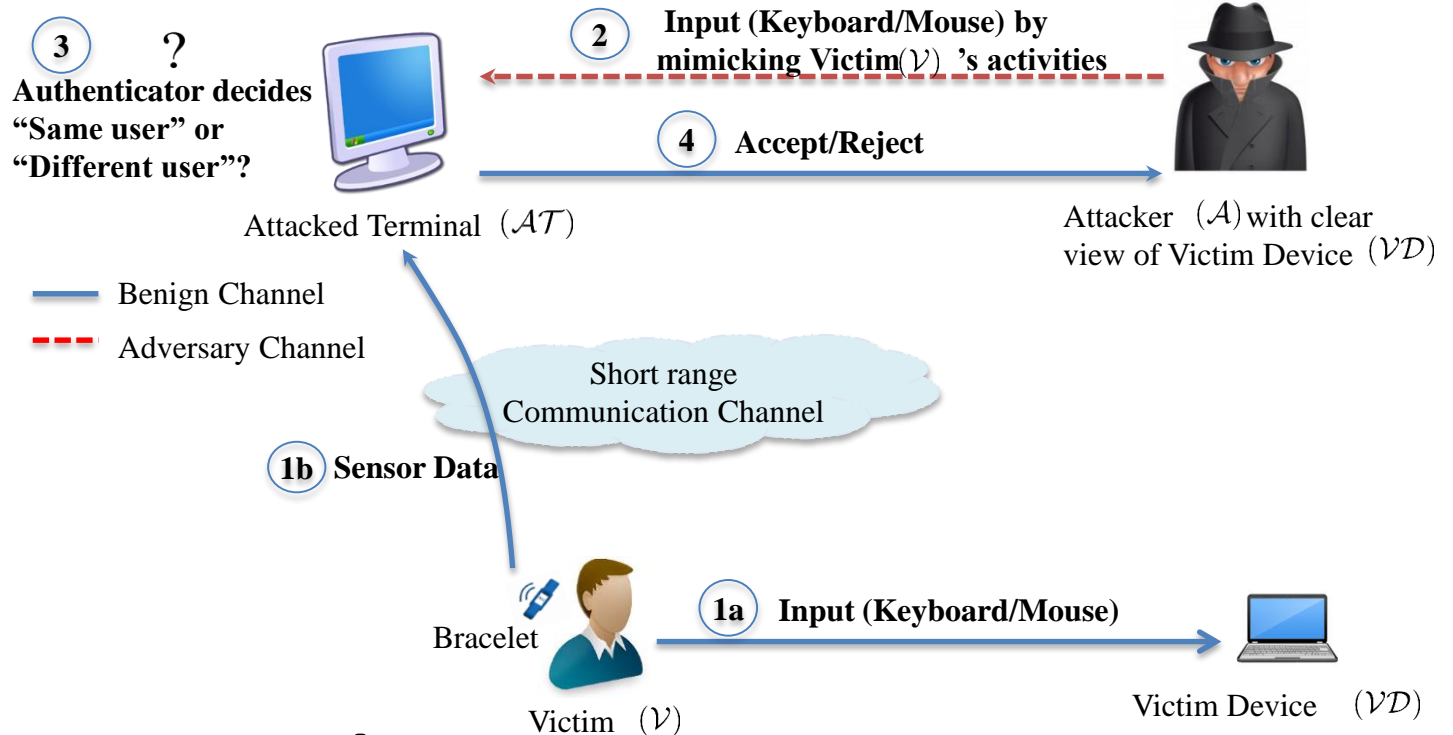 3
?
Authenticator decides
“Same user” or
“Different user”?
2
Input (Keyboard/Mouse) by
mimicking Victim(𝒱) ’s activities
4 Accept/Reject
Attacked Terminal (𝒜𝒯)
Attacker (𝒜) with clear
view of Victim Device (𝒱𝒟)
Benign Channel
Adversary Channel
Short range
Communication Channel
1b Sensor Data
Bracelet
1a Input (Keyboard/Mouse)
Victim (𝒱)
Victim Device (𝒱𝒟)